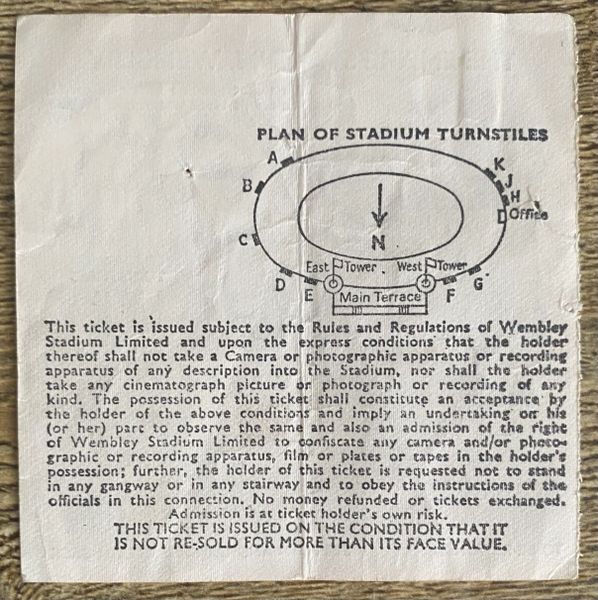 PLAN OF STADIUM TURNSTILES
A
K
J
B
H
Office
C
N
East Tower
West Tower
D
E
Main Terrace
F
G
This ticket is issued subject to the Rules and Regulations of Wembley
Stadium Limited and upon the express conditions that the holder
thereof shall not take a Camera or photographic apparatus or recording
apparatus of any description into the Stadium, nor shall the holder
take any cinematograph picture or photograph or recording of any
kind. The possession of this ticket shall constitute an acceptance by
the holder of the above conditions and imply an undertaking on his
(or her) part to observe the same and also an admission of the right
of Wembley Stadium Limited to confiscate any camera and/or photo-
graphic or recording apparatus, film or plates or tapes in the holder's
possession; further, the holder of this ticket is requested not to stand
in any gangway or in any stairway and to obey the instructions of the
officials in this connection. No money refunded or tickets exchanged.
Admission is at ticket holder's own risk.
THIS TICKET IS ISSUED ON THE CONDITION THAT IT
IS NOT RE-SOLD FOR MORE THAN ITS FACE VALUE.